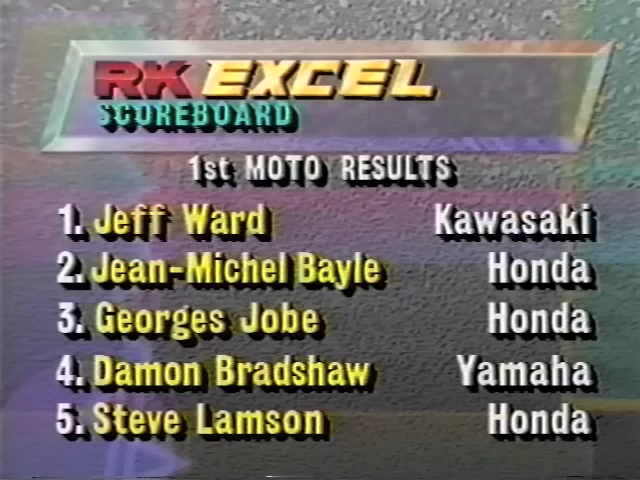 RK EXCEL
SCOREBOARD
1st MOTO RESULTS
1. Jeff Ward Kawasaki
2. Jean-Michel Bayle Honda
3. Georges Jobe Honda
4. Damon Bradshaw Yamaha
5. Steve Lamson Honda